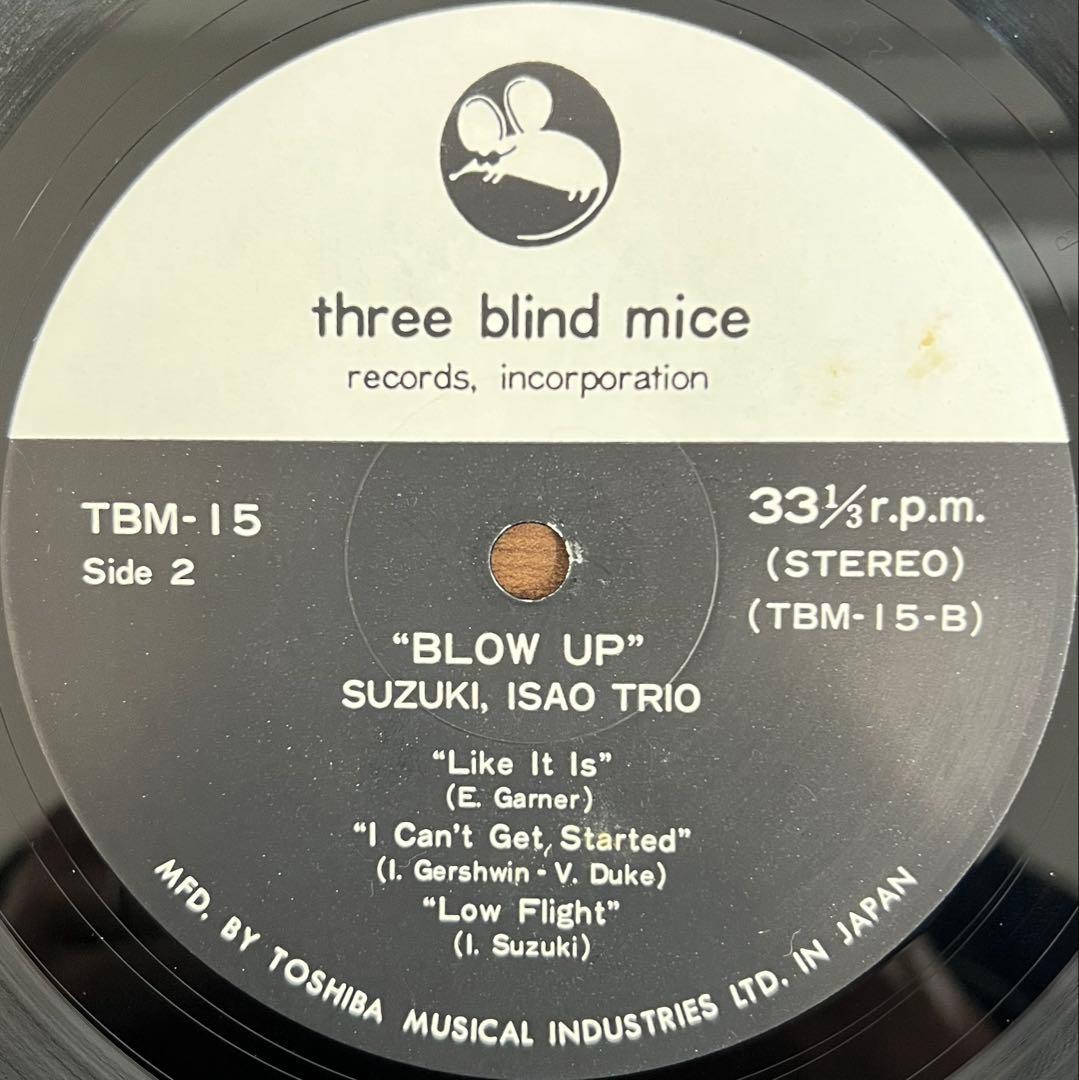 three blind mice
records, incorporation
TBM-15
Side 2
33⅓ r.p.m.
(STEREO)
(TBM-15-B)
“BLOW UP”
SUZUKI, ISAO TRIO
“Like It Is”
(E. Garner)
“I Can't Get Started”
(I. Gershwin - V. Duke)
“Low Flight”
(I. Suzuki)
MFD. BY TOSHIBA MUSICAL INDUSTRIES LTD. IN JAPAN